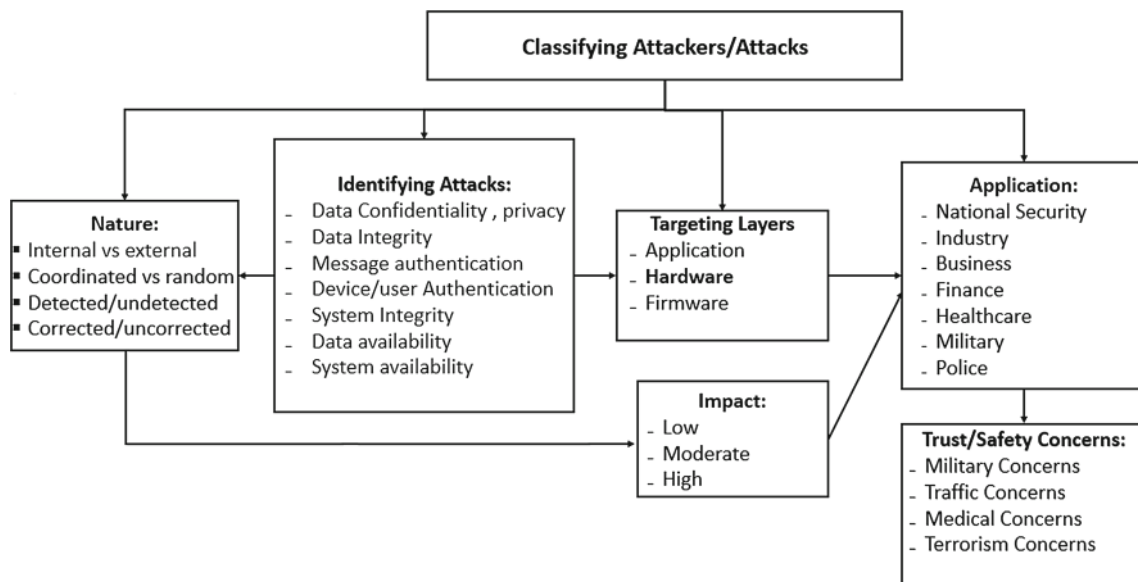 Classifying Attackers/Attacks
Nature:
▪ Internal vs external
▪ Coordinated vs random
▪ Detected/undetected
▪ Corrected/uncorrected
Identifying Attacks:
- Data Confidentiality , privacy
- Data Integrity
- Message authentication
- Device/user Authentication
- System Integrity
- Data availability
- System availability
Targeting Layers
- Application
- Hardware
- Firmware
Impact:
- Low
- Moderate
- High
Application:
- National Security
- Industry
- Business
- Finance
- Healthcare
- Military
- Police
Trust/Safety Concerns:
- Military Concerns
- Traffic Concerns
- Medical Concerns
- Terrorism Concerns